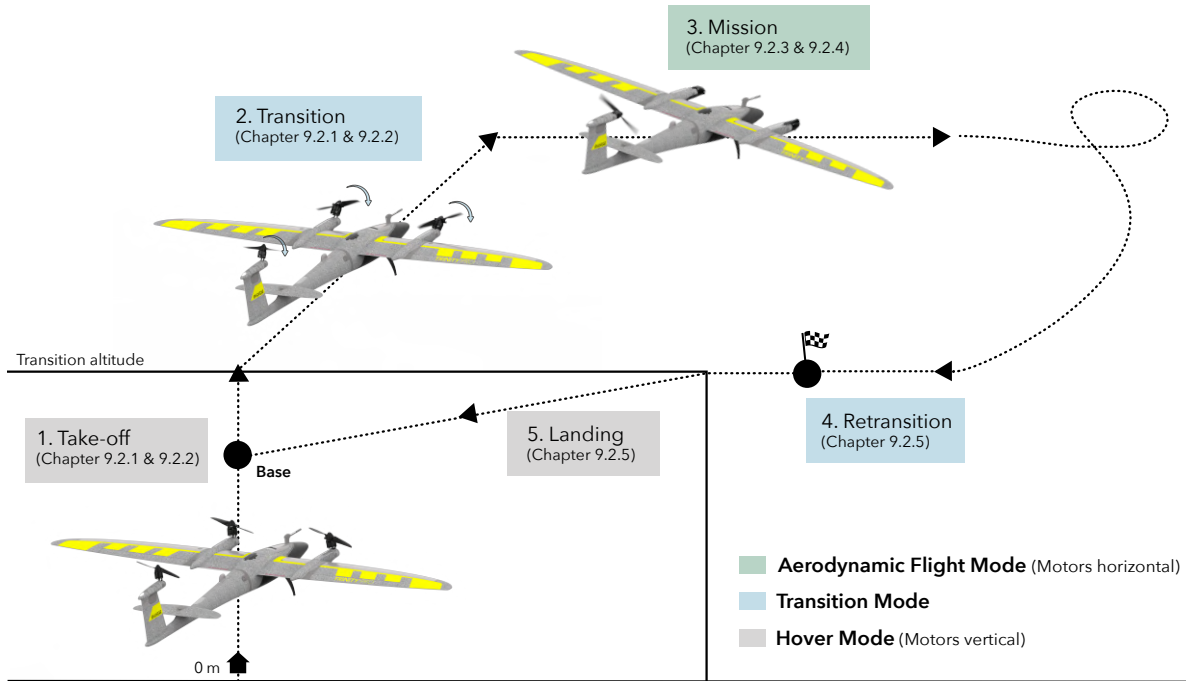 3. Mission
(Chapter 9.2.3 & 9.2.4)
2. Transition
(Chapter 9.2.1 & 9.2.2)
Transition altitude
1. Take-off
(Chapter 9.2.1 & 9.2.2)
Base
5. Landing
(Chapter 9.2.5)
4. Retransition
(Chapter 9.2.5)
0 m
Aerodynamic Flight Mode (Motors horizontal)
Transition Mode
Hover Mode (Motors vertical)